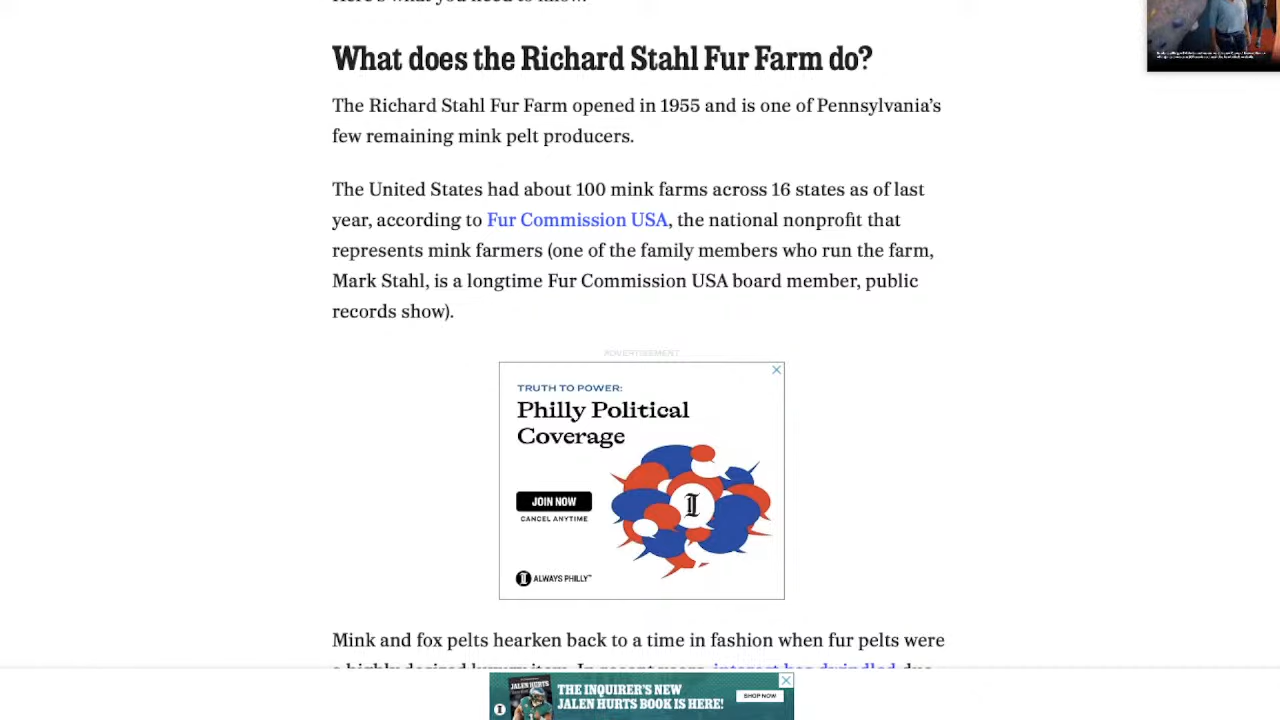 What does the Richard Stahl Fur Farm do?
The Richard Stahl Fur Farm opened in 1955 and is one of Pennsylvania's
few remaining mink pelt producers.
The United States had about 100 mink farms across 16 states as of last
year, according to Fur Commission USA, the national nonprofit that
represents mink farmers (one of the family members who run the farm,
Mark Stahl, is a longtime Fur Commission USA board member, public
records show).
ADVERTISEMENT
TRUTH TO POWER:
Philly Political
Coverage
JOIN NOW
CANCEL ANYTIME
ALWAYS PHILLY™
Mink and fox pelts hearken back to a time in fashion when fur pelts were
JALEN HURTS
THE INQUIRER'S NEW
JALEN HURTS BOOK IS HERE!
SHOP NOW